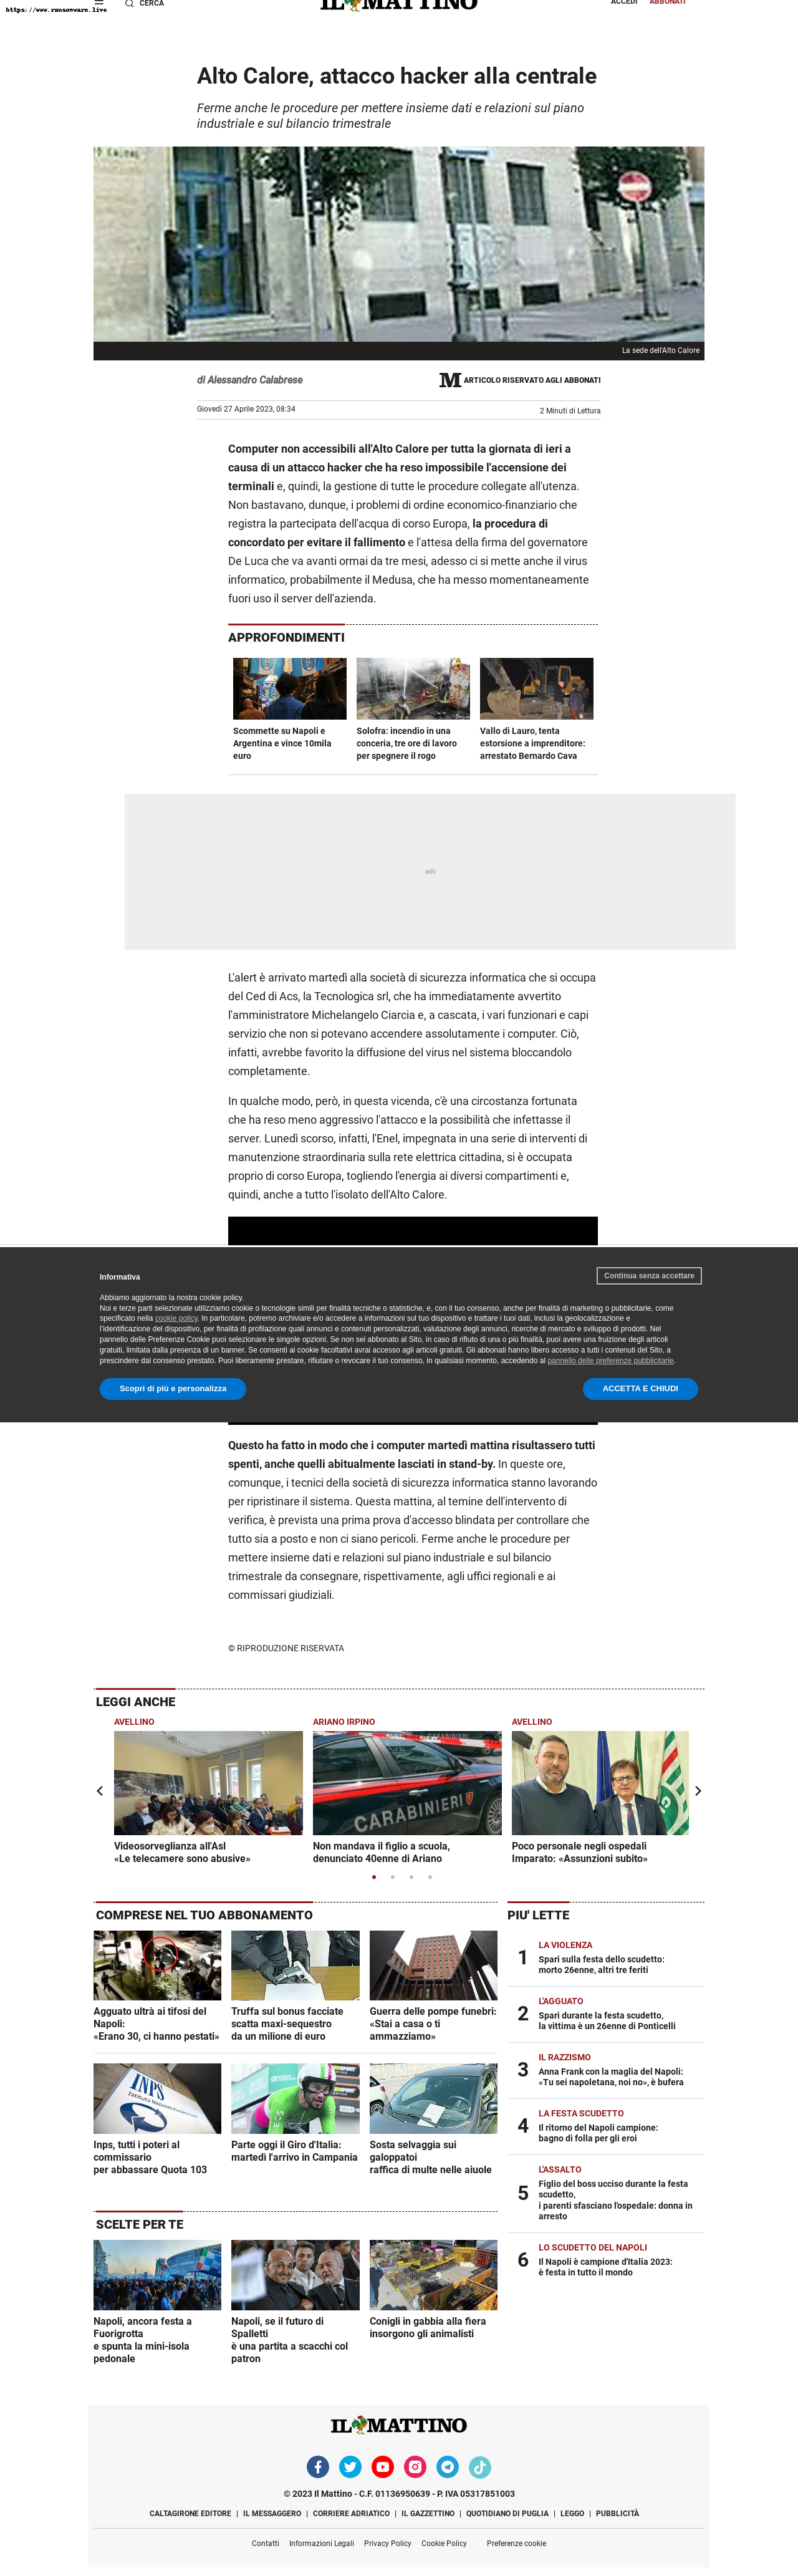 https://www.ransomware.live
CERCA
IL MATTINO
ACCEDI
ABBONATI
Alto Calore, attacco hacker alla centrale
Ferme anche le procedure per mettere insieme dati e relazioni sul piano
industriale e sul bilancio trimestrale
La sede dell'Alto Calore
di Alessandro Calabrese
M ARTICOLO RISERVATO AGLI ABBONATI
Giovedì 27 Aprile 2023, 08:34
2 Minuti di Lettura
Computer non accessibili all'Alto Calore per tutta la giornata di ieri a
causa di un attacco hacker che ha reso impossibile l'accensione dei
terminali e, quindi, la gestione di tutte le procedure collegate all'utenza.
Non bastavano, dunque, i problemi di ordine economico-finanziario che
registra la partecipata dell'acqua di corso Europa, la procedura di
concordato per evitare il fallimento e l'attesa della firma del governatore
De Luca che va avanti ormai da tre mesi, adesso ci si mette anche il virus
informatico, probabilmente il Medusa, che ha messo momentaneamente
fuori uso il server dell'azienda.
APPROFONDIMENTI
Scommette su Napoli e
Argentina e vince 10mila
euro
Solofra: incendio in una
conceria, tre ore di lavoro
per spegnere il rogo
Vallo di Lauro, tenta
estorsione a imprenditore:
arrestato Bernardo Cava
adv
L'alert è arrivato martedì alla società di sicurezza informatica che si occupa
del Ced di Acs, la Tecnologica srl, che ha immediatamente avvertito
l'amministratore Michelangelo Ciarcia e, a cascata, i vari funzionari e capi
servizio che non si potevano accendere assolutamente i computer. Ciò,
infatti, avrebbe favorito la diffusione del virus nel sistema bloccandolo
completamente.
In qualche modo, però, in questa vicenda, c'è una circostanza fortunata
che ha reso meno aggressivo l'attacco e la possibilità che infettasse il
server. Lunedì scorso, infatti, l'Enel, impegnata in una serie di interventi di
manutenzione straordinaria sulla rete elettrica cittadina, si è occupata
proprio di corso Europa, togliendo l'energia ai diversi compartimenti e,
quindi, anche a tutto l'isolato dell'Alto Calore.
Informativa
Continua senza accettare
Abbiamo aggiornato la nostra cookie policy.
Noi e terze parti selezionate utilizziamo cookie o tecnologie simili per finalità tecniche o statistiche, e, con il tuo consenso, anche per finalità di marketing o pubblicitarie, come
specificato nella cookie policy. In particolare, potremo archiviare e/o accedere a informazioni sul tuo dispositivo e trattare i tuoi dati, inclusi la geolocalizzazione e
l'identificazione del dispositivo, per finalità di profilazione quali annunci e contenuti personalizzati, valutazione degli annunci, ricerche di mercato e sviluppo di prodotti. Nel
pannello delle Preferenze Cookie puoi selezionare le singole opzioni. Se non sei abbonato al Sito, in caso di rifiuto di una o più finalità, è prevista una fruizione degli articoli
gratuiti, limitata dalla presenza di un banner. Se consenti ai cookie facoltativi avrai accesso agli articoli gratuiti. Gli abbonati hanno libero accesso a tutti i contenuti del Sito, a
prescindere dal consenso prestato. Puoi liberamente prestare, rifiutare o revocare il tuo consenso, in qualsiasi momento, accedendo al pannello delle preferenze pubblicitarie.
Scopri di più e personalizza
ACCETTA E CHIUDI
Questo ha fatto in modo che i computer martedì mattina risultassero tutti
spenti, anche quelli abitualmente lasciati in stand-by. In queste ore,
comunque, i tecnici della società di sicurezza informatica stanno lavorando
per ripristinare il sistema. Questa mattina, al temine dell'intervento di
verifica, è prevista una prima prova d'accesso blindata per controllare che
tutto sia a posto e non ci siano pericoli. Ferme anche le procedure per
mettere insieme dati e relazioni sul piano industriale e sul bilancio
trimestrale da consegnare, rispettivamente, agli uffici regionali e ai
commissari giudiziali.
© RIPRODUZIONE RISERVATA
LEGGI ANCHE
AVELLINO
Videosorveglianza all'Asl
«Le telecamere sono abusive»
ARIANO IRPINO
CARABINIERI
Non mandava il figlio a scuola,
denunciato 40enne di Ariano
AVELLINO
Poco personale negli ospedali
Imparato: «Assunzioni subito»
COMPRESE NEL TUO ABBONAMENTO
Agguato ultrà ai tifosi del
Napoli:
«Erano 30, ci hanno pestati»
Truffa sul bonus facciate
scatta maxi-sequestro
da un milione di euro
Guerra delle pompe funebri:
«Stai a casa o ti
ammazziamo»
INPS
Inps, tutti i poteri al
commissario
per abbassare Quota 103
Parte oggi il Giro d'Italia:
martedì l'arrivo in Campania
Sosta selvaggia sui
galoppatoi
raffica di multe nelle aiuole
SCELTE PER TE
Napoli, ancora festa a
Fuorigrotta
e spunta la mini-isola
pedonale
Napoli, se il futuro di
Spalletti
è una partita a scacchi col
patron
Conigli in gabbia alla fiera
insorgono gli animalisti
PIU' LETTE
1
LA VIOLENZA
Spari sulla festa dello scudetto:
morto 26enne, altri tre feriti
2
L'AGGUATO
Spari durante la festa scudetto,
la vittima è un 26enne di Ponticelli
3
IL RAZZISMO
Anna Frank con la maglia del Napoli:
«Tu sei napoletana, noi no», è bufera
4
LA FESTA SCUDETTO
Il ritorno del Napoli campione:
bagno di folla per gli eroi
5
L'ASSALTO
Figlio del boss ucciso durante la festa
scudetto,
i parenti sfasciano l'ospedale: donna in
arresto
6
LO SCUDETTO DEL NAPOLI
Il Napoli è campione d'Italia 2023:
è festa in tutto il mondo
IL MATTINO
© 2023 Il Mattino - C.F. 01136950639 - P. IVA 05317851003
CALTAGIRONE EDITORE | IL MESSAGGERO | CORRIERE ADRIATICO | IL GAZZETTINO | QUOTIDIANO DI PUGLIA | LEGGO | PUBBLICITÀ
Contatti Informazioni Legali Privacy Policy Cookie Policy Preferenze cookie